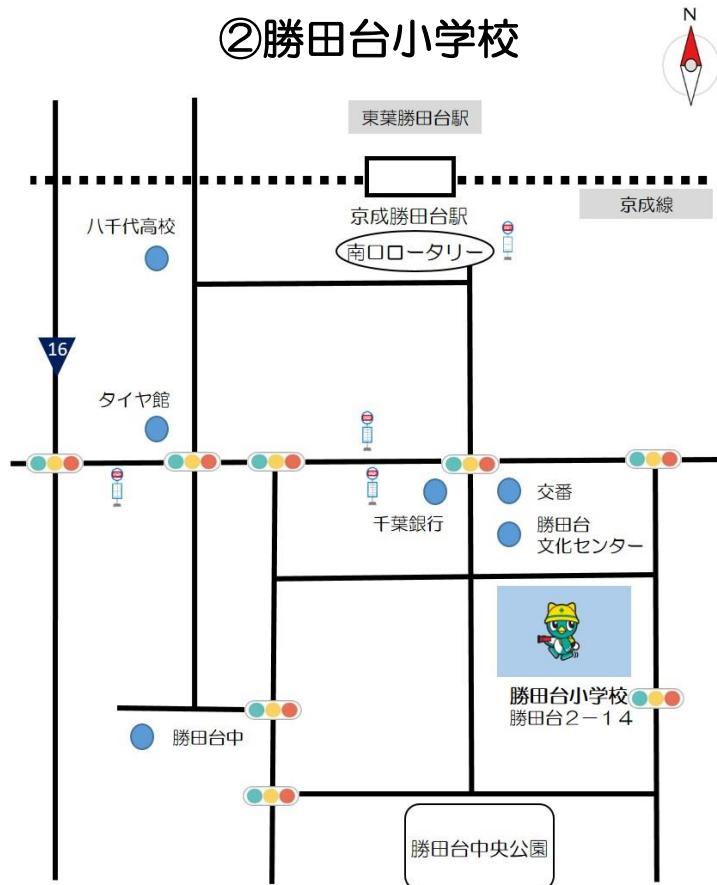 ②勝田台小学校
N
東葉勝田台駅
京成線
京成勝田台駅
南口ロータリー
八千代高校
16
タイヤ館
千葉銀行
交番
勝田台
文化センター
勝田台小学校
勝田台2－14
勝田台中
勝田台中央公園